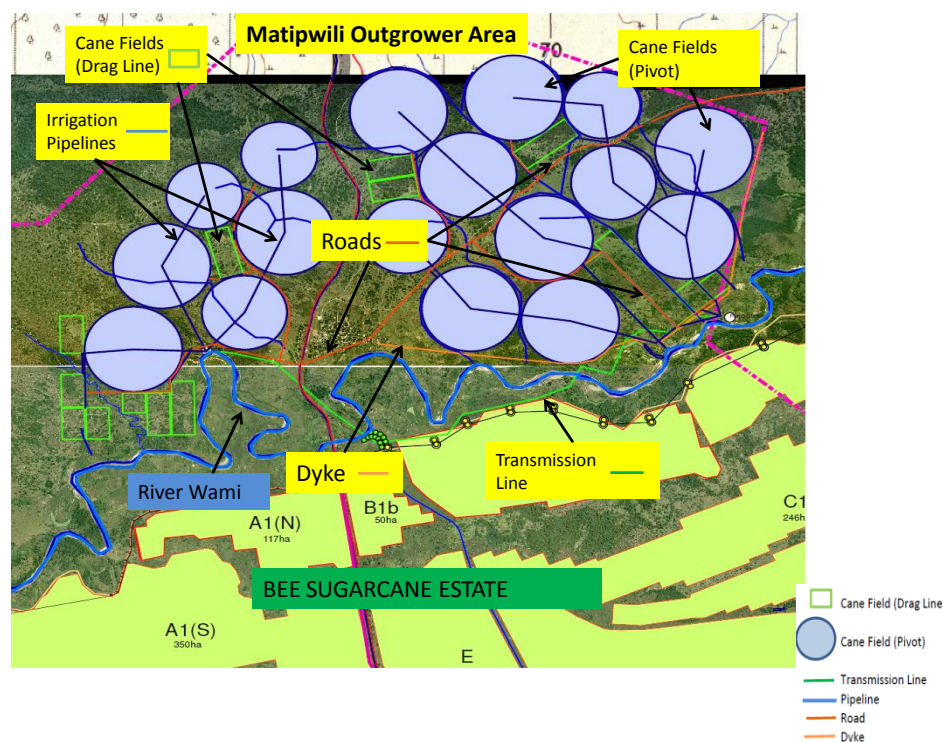 Matipwili Outgrower Area
70
Cane Fields
(Drag Line)
Cane Fields
(Pivot)
Irrigation
Pipelines
Roads
Dyke
River Wami
Transmission
Line
A1(N)
117ha
B1b
50ha
C1
246h
BEE SUGARCANE ESTATE
A1(S)
350ha
E
Cane Field (Drag Line
Cane Field (Pivot)
Transmission Line
Pipeline
Road
Dyke